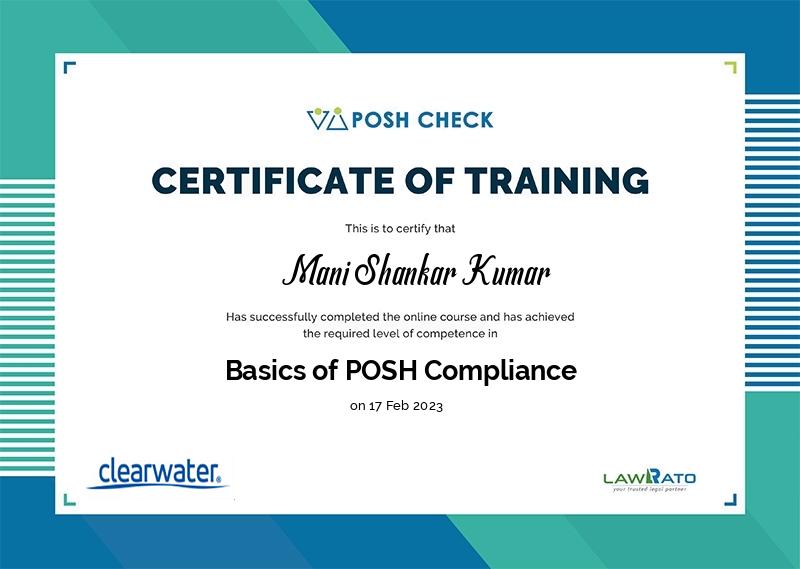 POSH CHECK
CERTIFICATE OF TRAINING
This is to certify that
Mani Shankar Kumar
Has successfully completed the online course and has achieved
the required level of competence in
Basics of POSH Compliance
on 17 Feb 2023
clearwater®
LAWRATO
your trusted legal partner